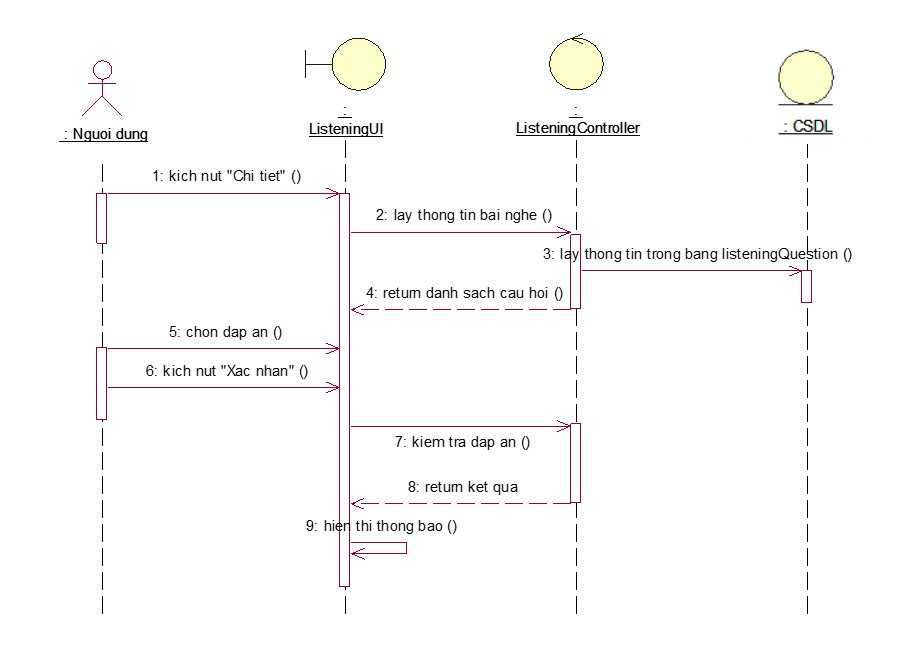 : Nguoi dung
:
ListeningUI
:
ListeningController
: CSDL
1: kich nut "Chi tiet" ()
2: lay thong tin bai nghe ()
3: lay thong tin trong bang listeningQuestion ()
4: return danh sach cau hoi ()
5: chon dap an ()
6: kich nut "Xac nhan" ()
7: kiem tra dap an ()
8: return ket qua
9: hien thi thong bao ()